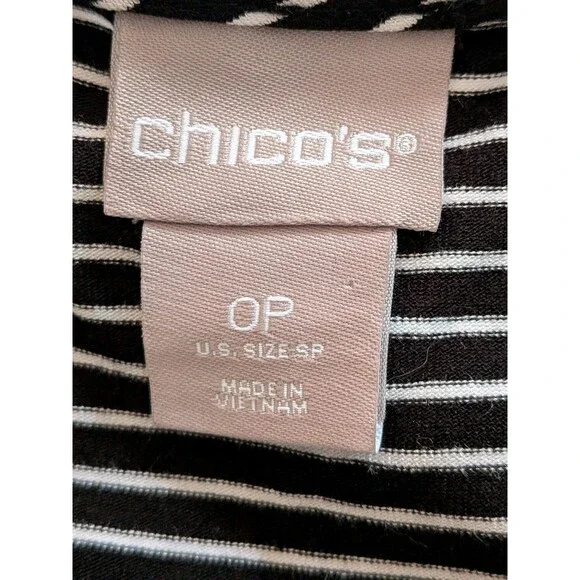 chico's®
0P
U.S. SIZE SP
MADE IN
VIETNAM